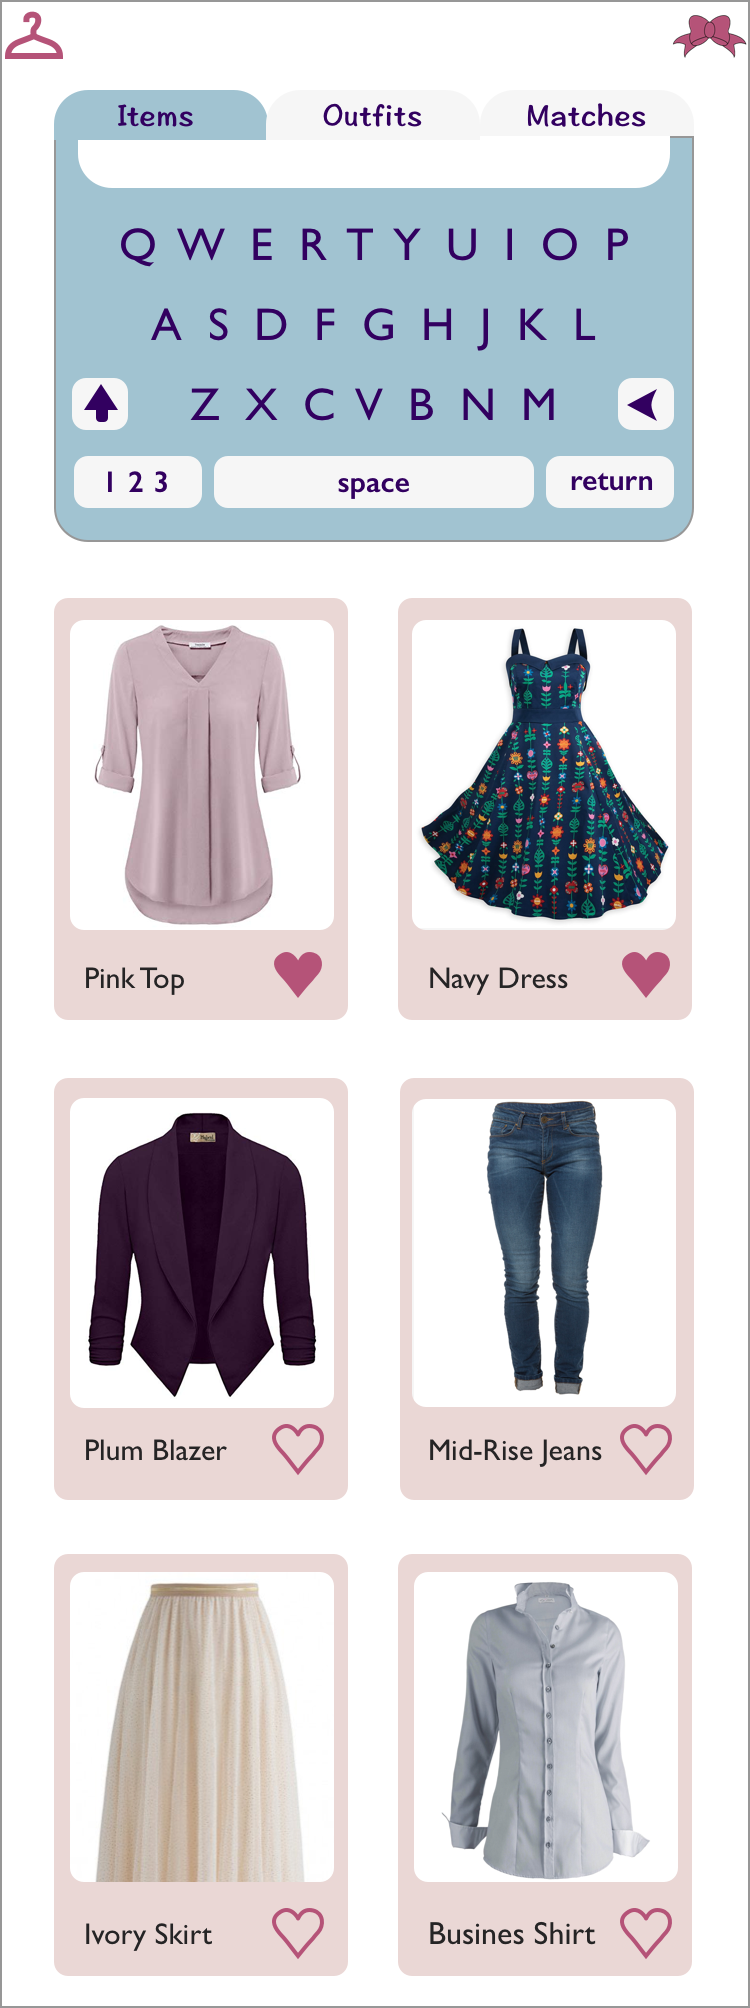 Items Outfits Matches
Q W E R T Y U I O P
A S D F G H J K L
Z X C V B N M
1 2 3 space return
Pink Top Navy Dress
Plum Blazer Mid-Rise Jeans
Ivory Skirt Busines Shirt